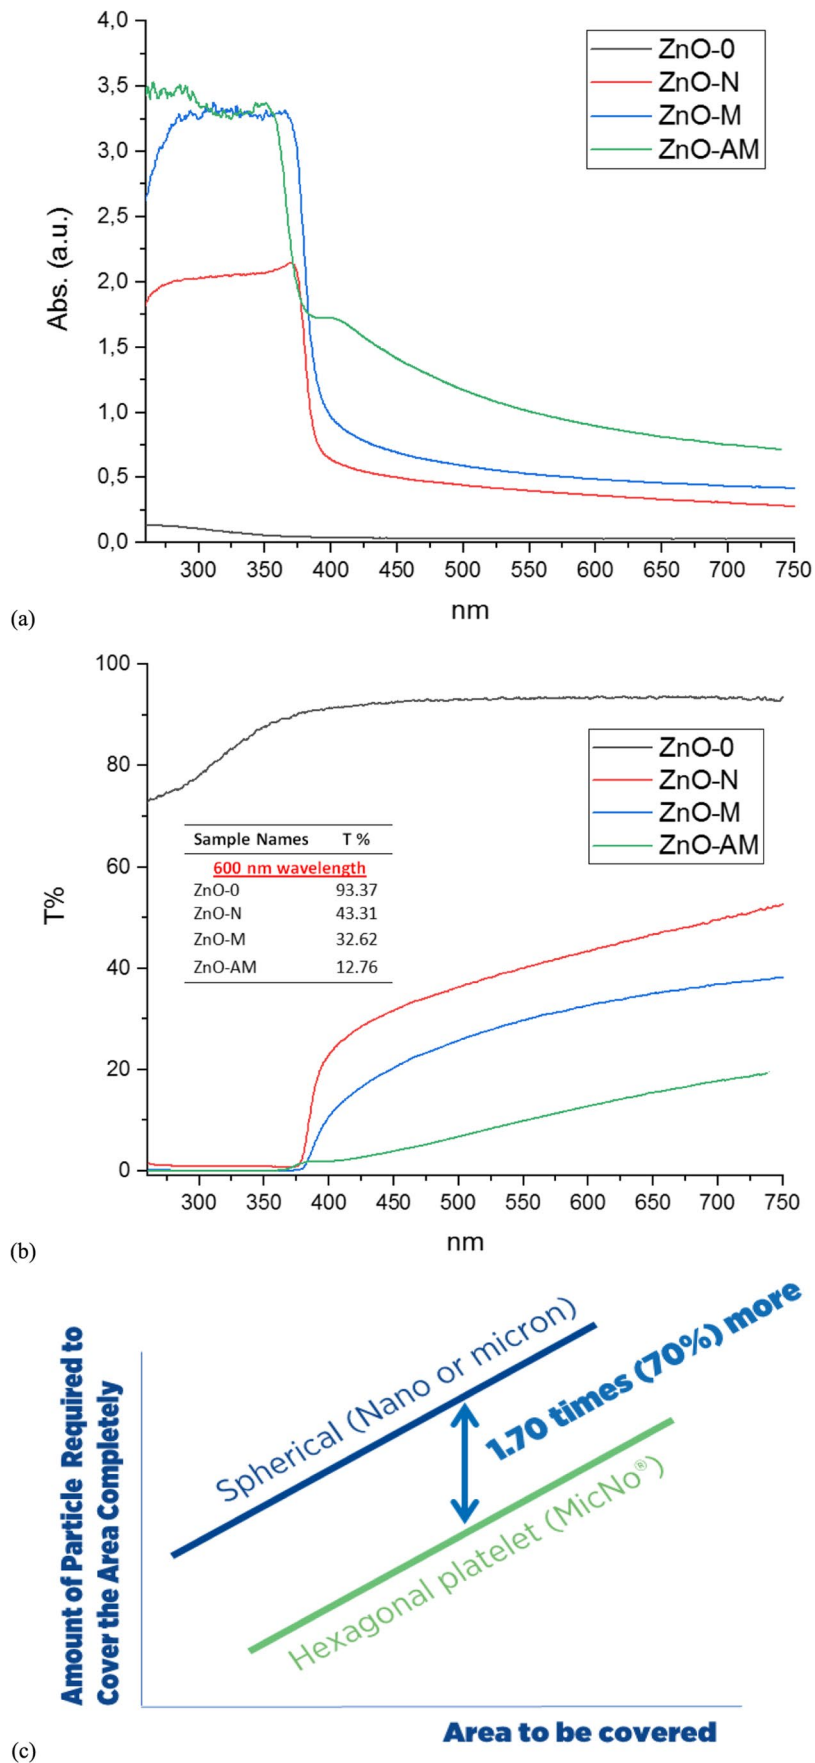 4,0
3,5
3,0
2,5
2,0
1,5
1,0
0,5
0,0
Abs. (a.u.)
ZnO-0
ZnO-N
ZnO-M
ZnO-AM
300 350 400 450 500 550 600 650 700 750
nm
(a)
100
80
60
40
20
0
T%
ZnO-0
ZnO-N
ZnO-M
ZnO-AM
Sample Names T %
600 nm wavelength
ZnO-0 93.37
ZnO-N 43.31
ZnO-M 32.62
ZnO-AM 12.76
300 350 400 450 500 550 600 650 700 750
nm
(b)
Amount of Particle Required to
Cover the Area Completely
Spherical (Nano or micron)
1.70 times (70%) more
Hexagonal platelet (MicNo®)
Area to be covered
(c)